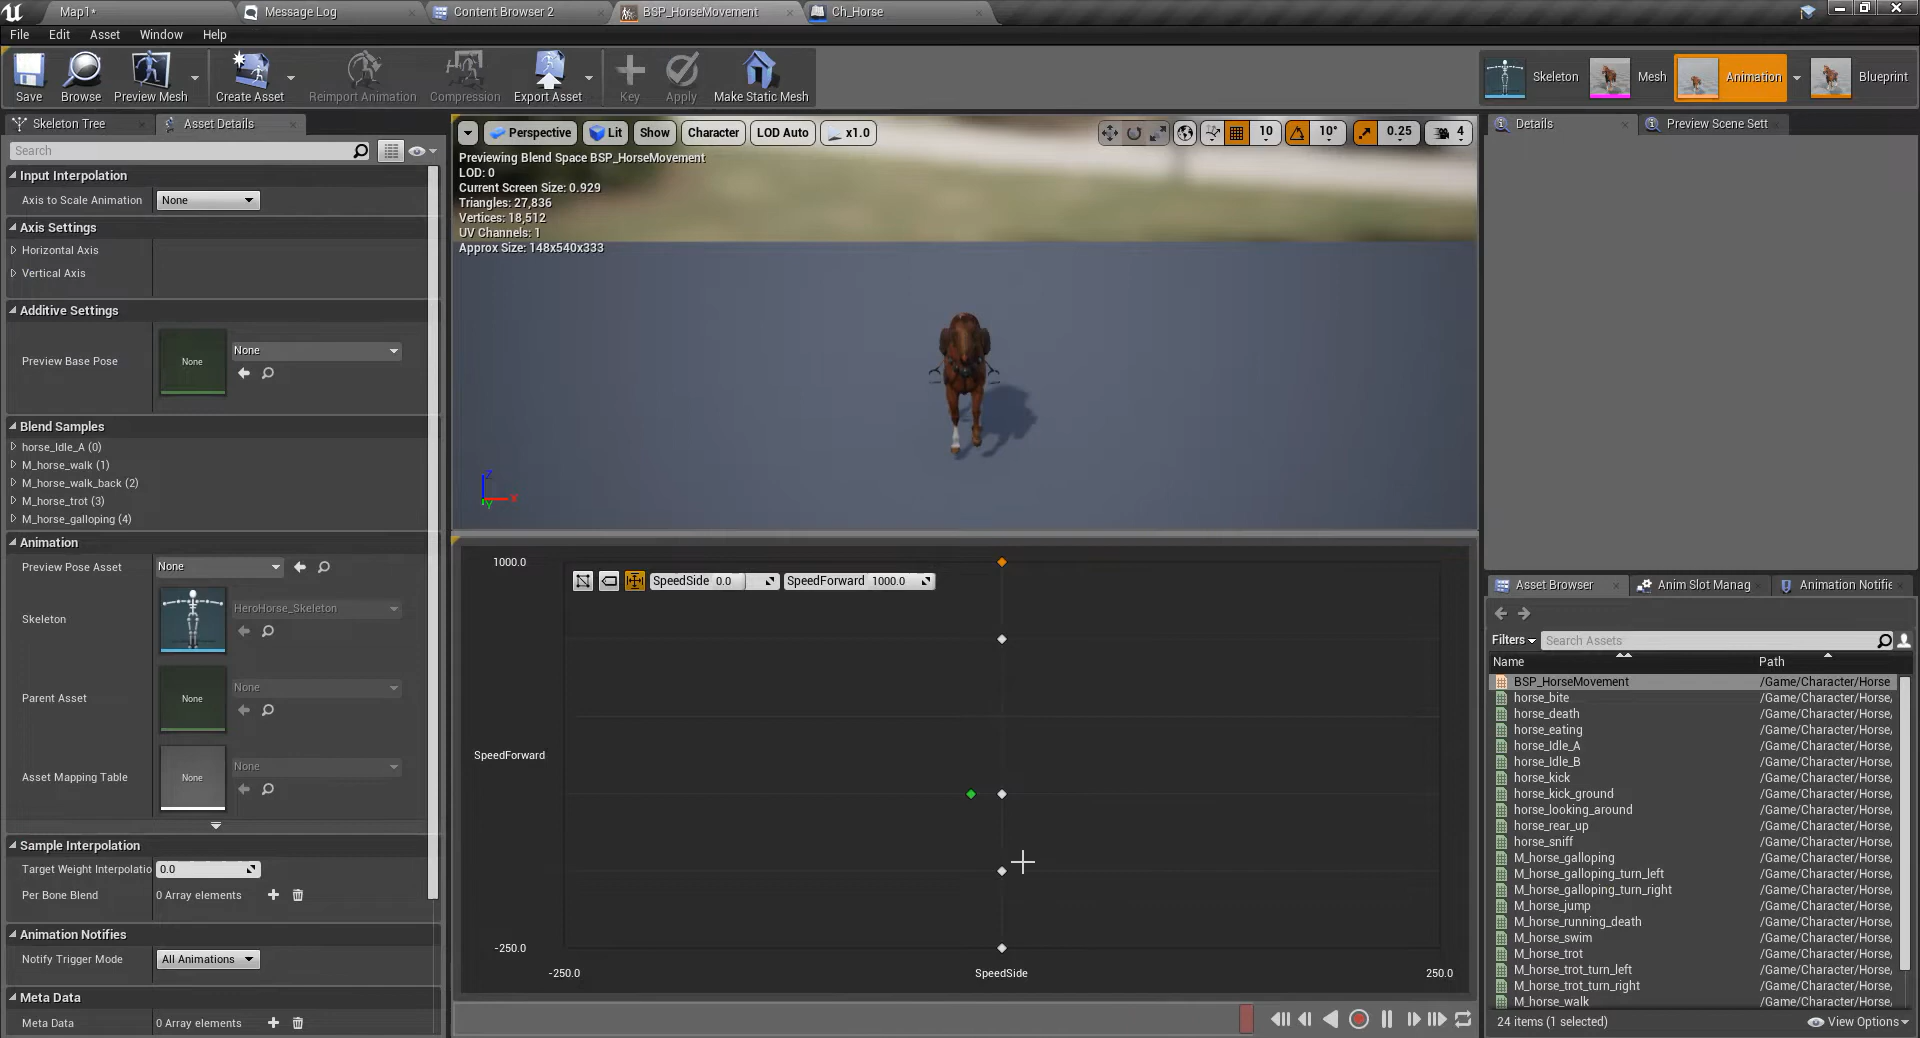 Map1*
Message Log
Content Browser 2
BSP_HorseMovement
Ch_Horse
File
Edit
Asset
Window
Help
Save
Browse
Preview Mesh
Create Asset
Reimport Animation
Compression
Export Asset
Key
Apply
Make Static Mesh
Skeleton
Mesh
Animation
Blueprint
Skeleton Tree
Asset Details
Search
Input Interpolation
Axis to Scale Animation
None
Axis Settings
Horizontal Axis
Vertical Axis
Additive Settings
Preview Base Pose
None
None
Blend Samples
horse_Idle_A (0)
M_horse_walk (1)
M_horse_walk_back (2)
M_horse_trot (3)
M_horse_galloping (4)
Animation
Preview Pose Asset
None
Skeleton
HeroHorse_Skeleton
Parent Asset
None
None
Asset Mapping Table
None
None
Sample Interpolation
Target Weight Interpolatio
0.0
Per Bone Blend
0 Array elements
Animation Notifies
Notify Trigger Mode
All Animations
Meta Data
Meta Data
0 Array elements
Perspective
Lit
Show
Character
LOD Auto
x1.0
10
10°
0.25
4
Previewing Blend Space BSP_HorseMovement
LOD: 0
Current Screen Size: 0.929
Triangles: 27,836
Vertices: 18,512
UV Channels: 1
Approx Size: 148x540x333
Z
X
Y
1000.0
SpeedSide 0.0
SpeedForward 1000.0
SpeedForward
-250.0
-250.0
SpeedSide
250.0
Details
Preview Scene Sett
Asset Browser
Anim Slot Manag
Animation Notifie
Filters
Search Assets
Name
Path
BSP_HorseMovement /Game/Character/Horse
horse_bite /Game/Character/Horse/
horse_death /Game/Character/Horse/
horse_eating /Game/Character/Horse/
horse_Idle_A /Game/Character/Horse/
horse_Idle_B /Game/Character/Horse/
horse_kick /Game/Character/Horse/
horse_kick_ground /Game/Character/Horse/
horse_looking_around /Game/Character/Horse/
horse_rear_up /Game/Character/Horse/
horse_sniff /Game/Character/Horse/
M_horse_galloping /Game/Character/Horse/
M_horse_galloping_turn_left /Game/Character/Horse/
M_horse_galloping_turn_right /Game/Character/Horse/
M_horse_jump /Game/Character/Horse/
M_horse_running_death /Game/Character/Horse/
M_horse_swim /Game/Character/Horse/
M_horse_trot /Game/Character/Horse/
M_horse_trot_turn_left /Game/Character/Horse/
M_horse_trot_turn_right /Game/Character/Horse/
M_horse_walk /Game/Character/Horse/
24 items (1 selected)
View Options